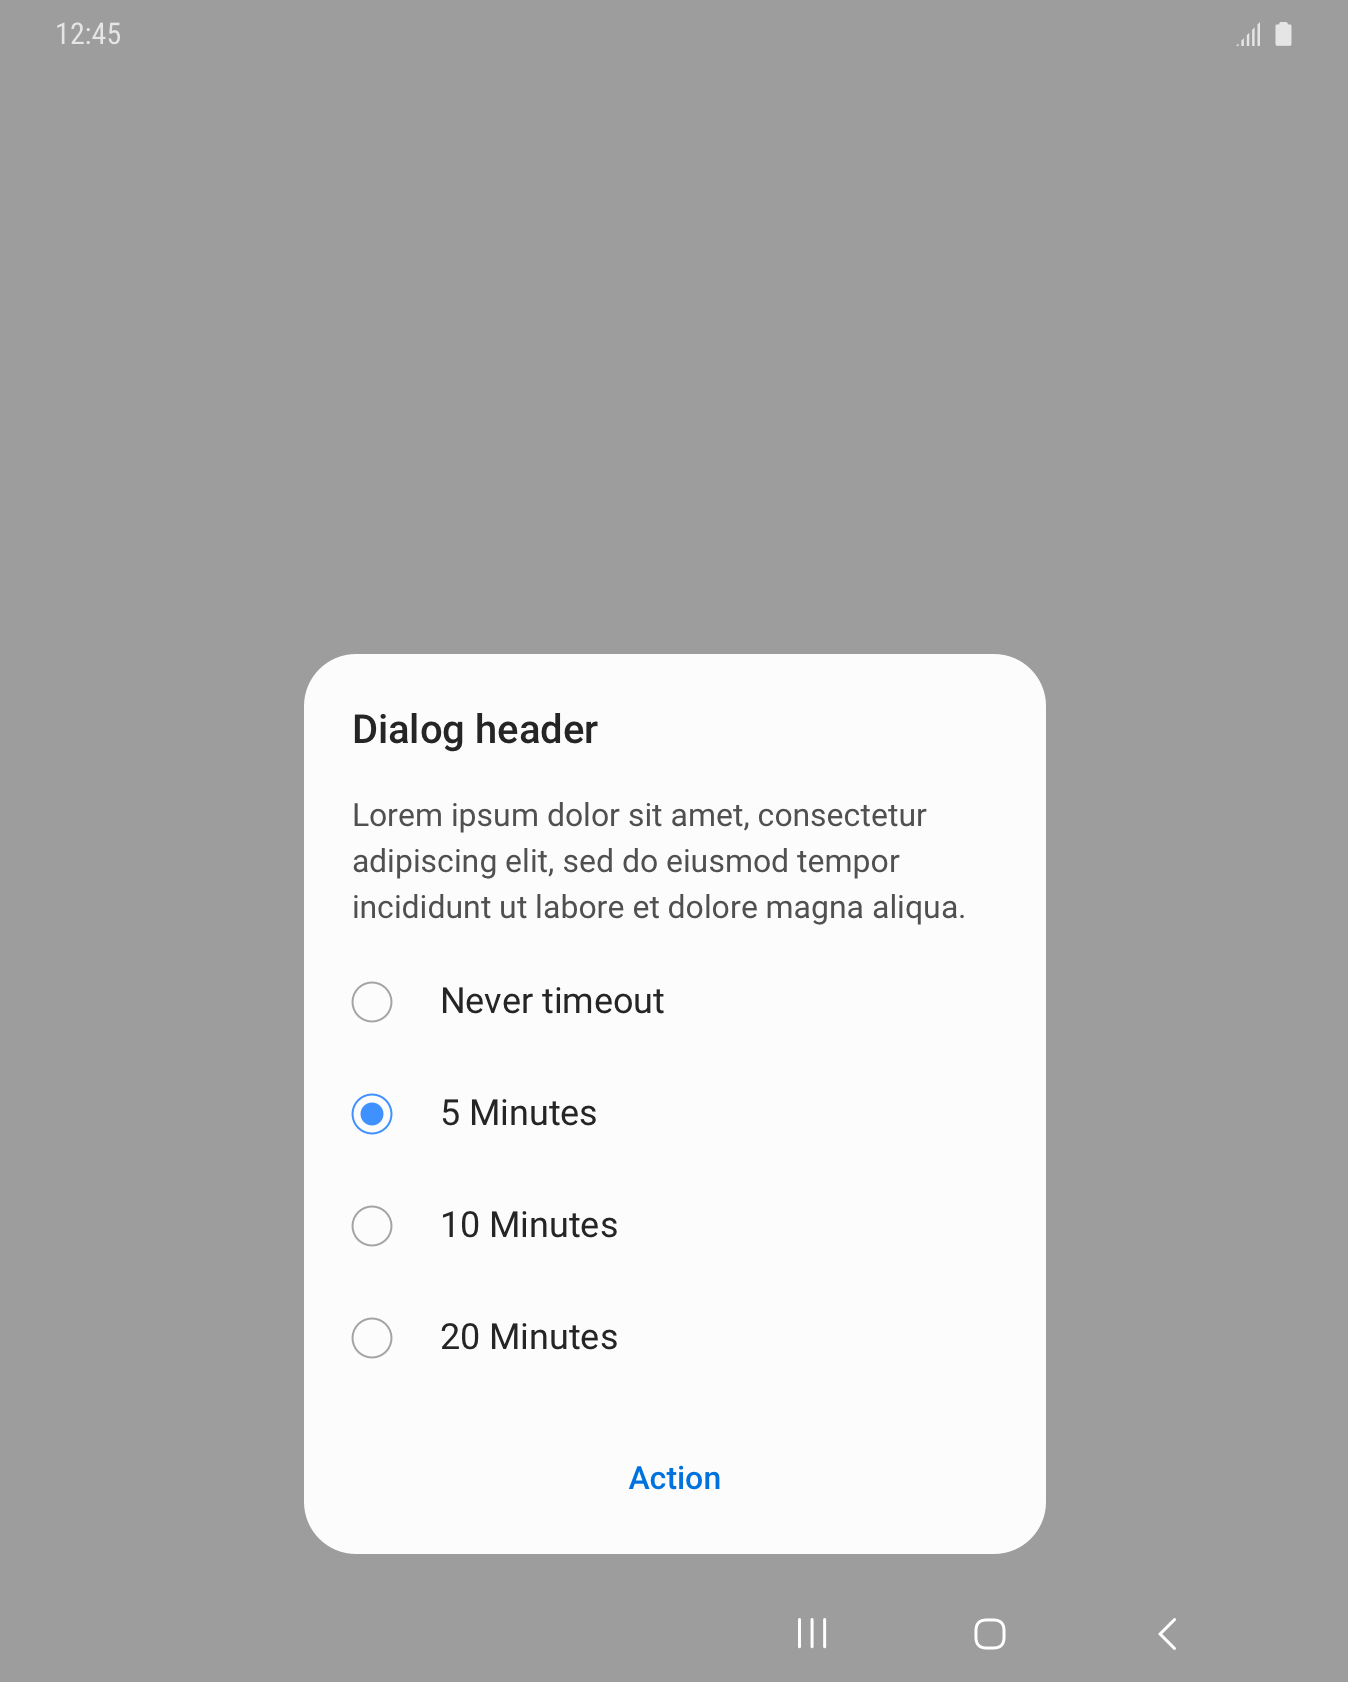 12:45
Dialog header
Lorem ipsum dolor sit amet, consectetur
adipiscing elit, sed do eiusmod tempor
incididunt ut labore et dolore magna aliqua.
Never timeout
5 Minutes
10 Minutes
20 Minutes
Action